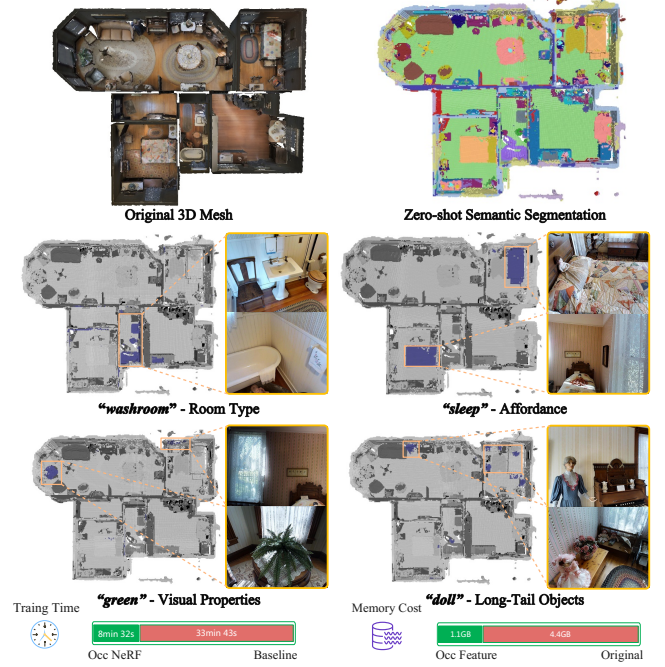 Original 3D Mesh
Zero-shot Semantic Segmentation
“washroom” - Room Type
“sleep” - Affordance
“green” - Visual Properties
“doll” - Long-Tail Objects
Traing Time
8min 32s
33min 43s
Occ NeRF
Baseline
Memory Cost
1.1GB
4.4GB
Occ Feature
Original